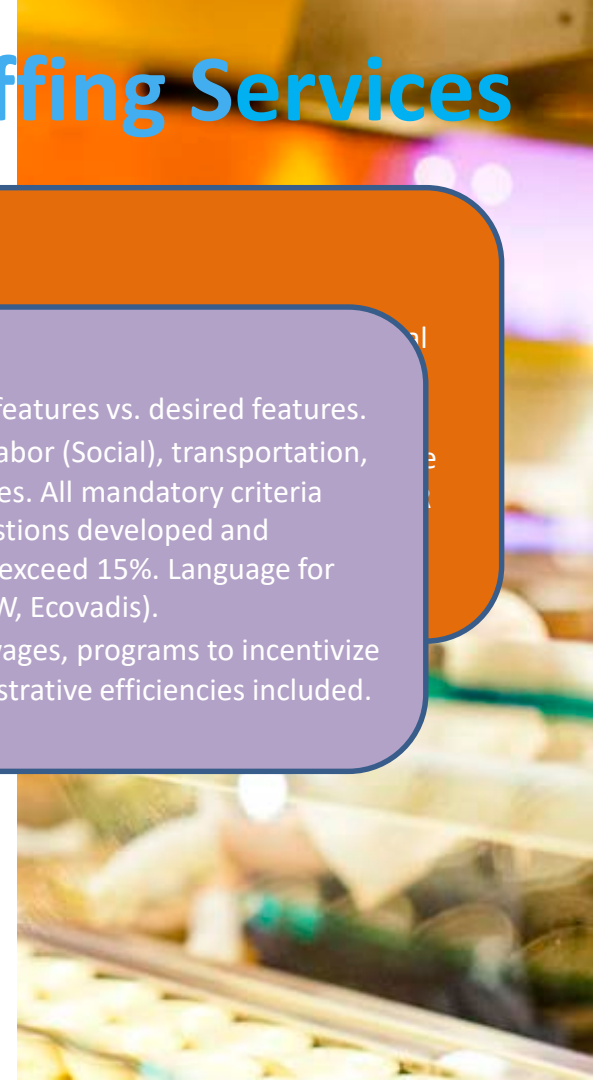 ffing Services
al
features vs. desired features.
abor (Social), transportation,
e
es. All mandatory criteria
stions developed and
exceed 15%. Language for
W, Ecovadis).
vages, programs to incentivize
strative efficiencies included.